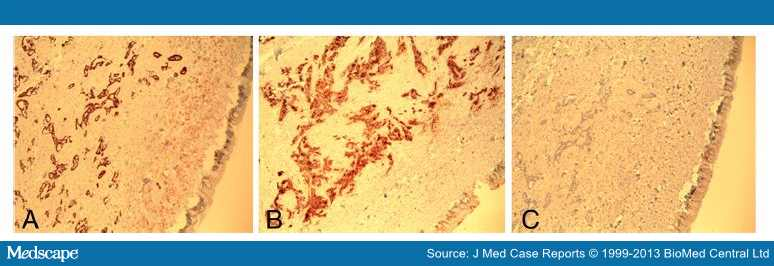 A B C
Medscape
Source: J Med Case Reports © 1999-2013 BioMed Central Ltd